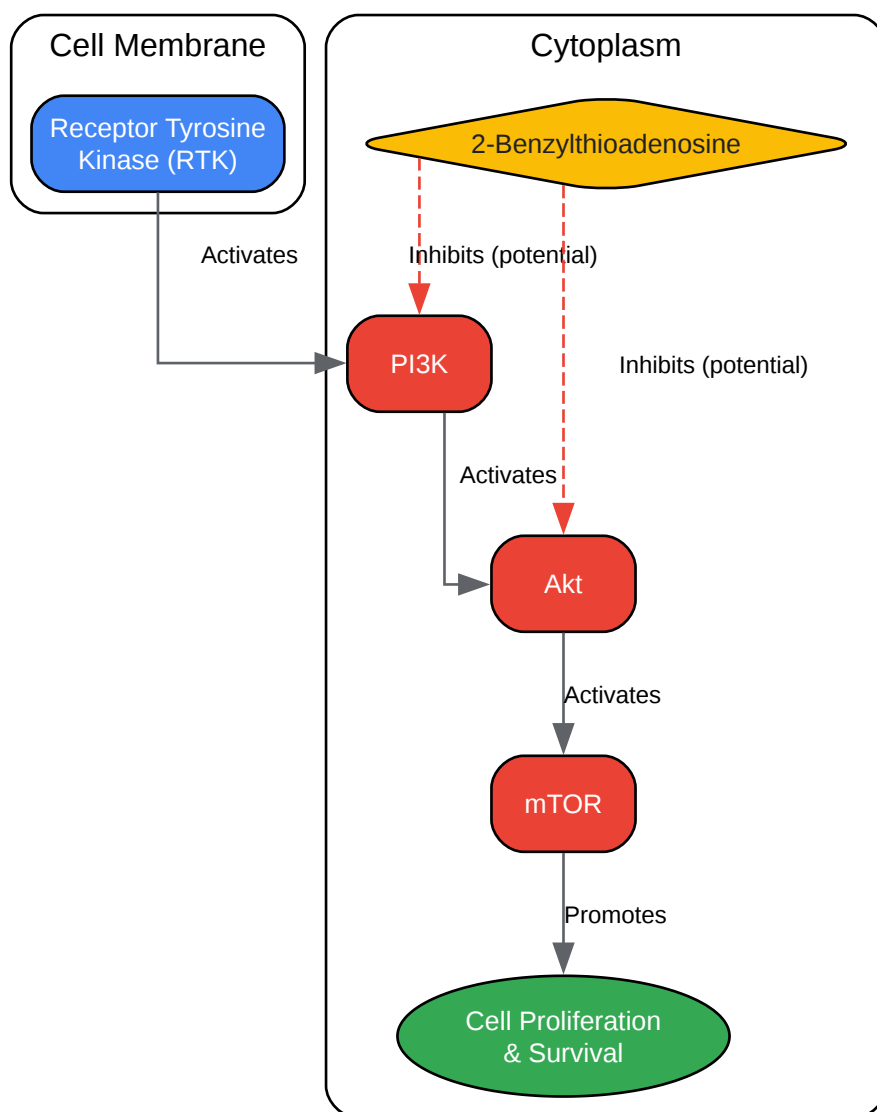 Cell Membrane
Cytoplasm
Receptor Tyrosine
Kinase (RTK)
2-Benzylthioadenosine
Activates
Inhibits (potential)
PI3K
Inhibits (potential)
Activates
Akt
Activates
mTOR
Promotes
Cell Proliferation
& Survival